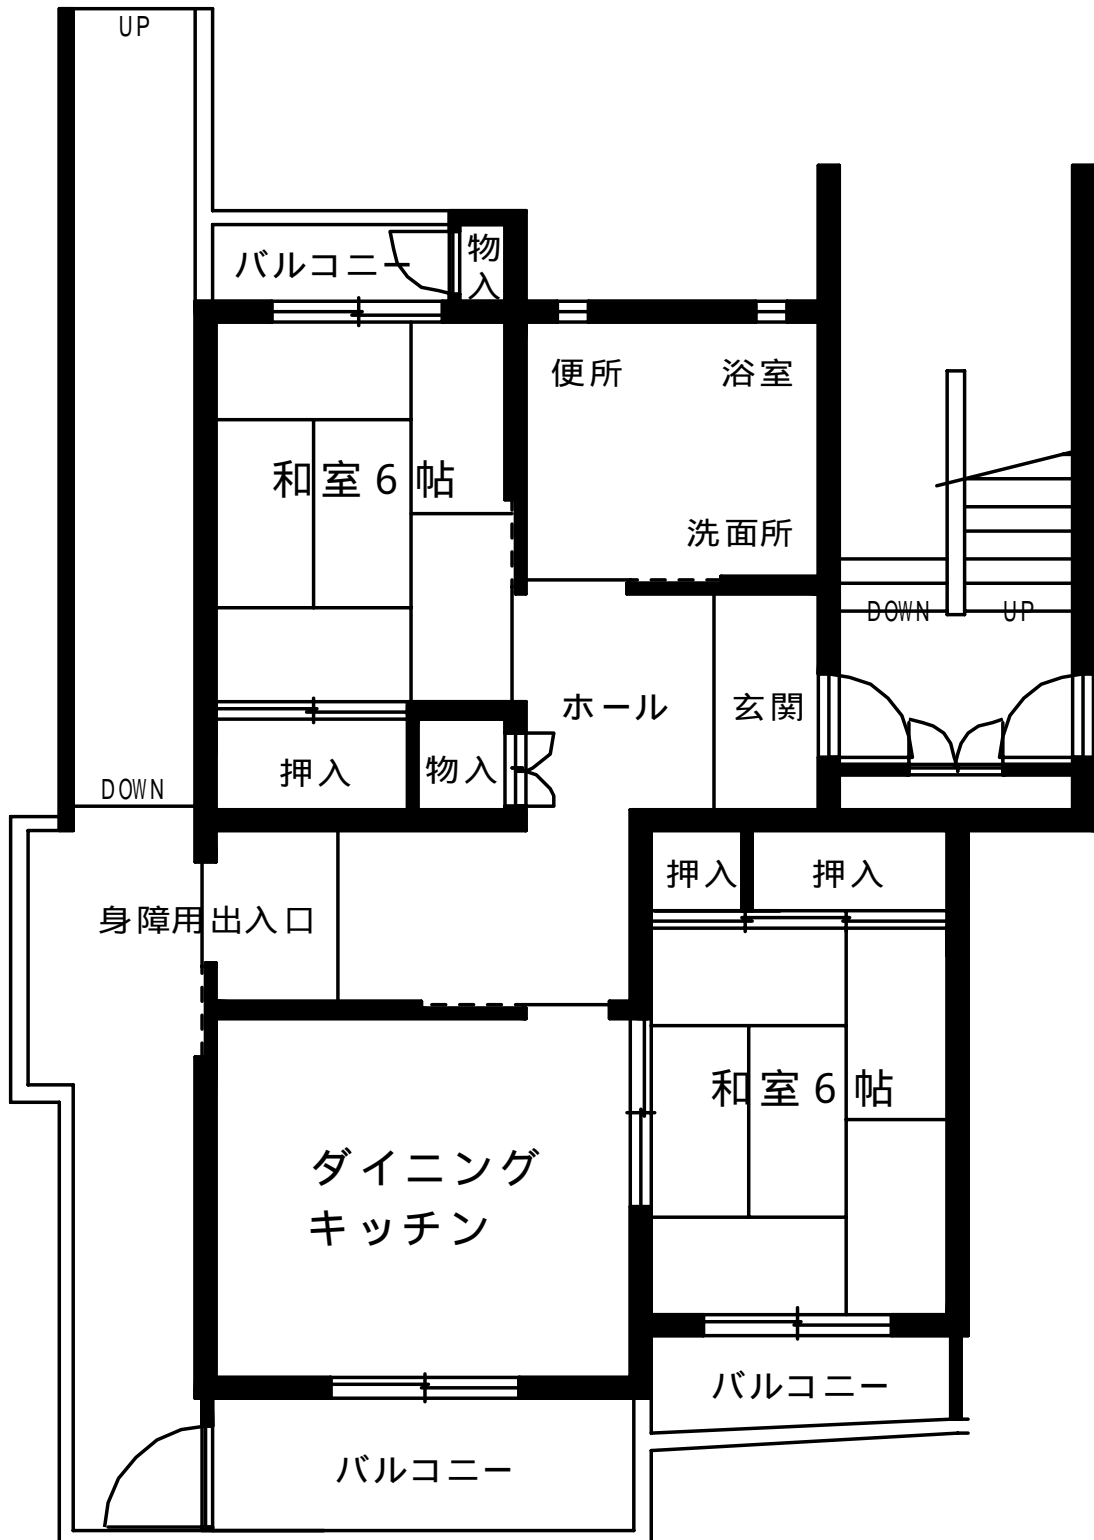 UP
バルコニー
物
入
便所
浴室
和室6帖
洗面所
DOWN
UP
ホール
玄関
押入
物入
DOWN
押入
押入
身障用出入口
和室6帖
ダイニング
キッチン
バルコニー
バルコニー